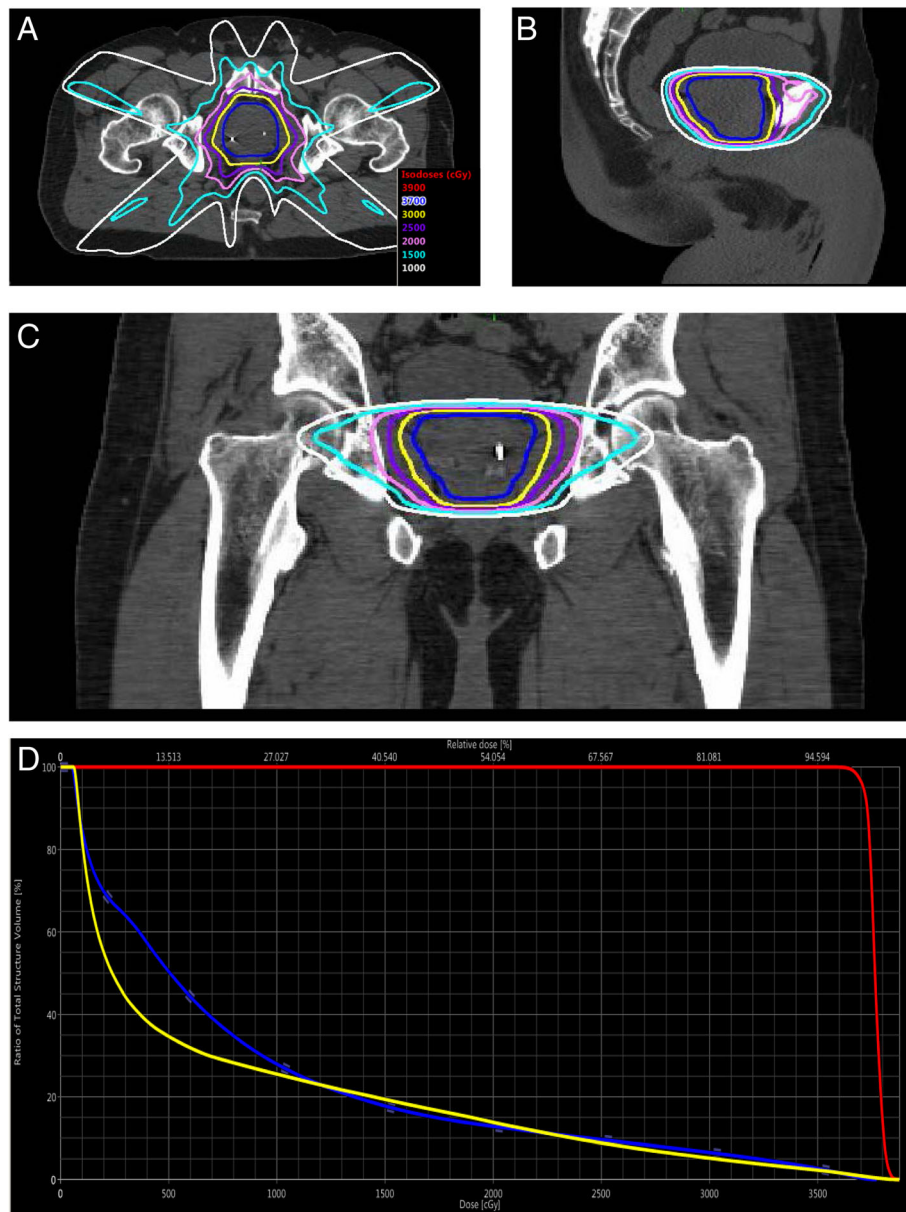 A
B
Isodoses (cGy)
3900
3700
3000
2500
2000
1500
1000
C
D
Relative dose [%]
0 13.513 27.027 40.540 54.054 67.567 81.081 94.594
100
80
60
40
20
0
Ratio of Total Structure Volume [%]
0 500 1000 1500 2000 2500 3000 3500
Dose [cGy]